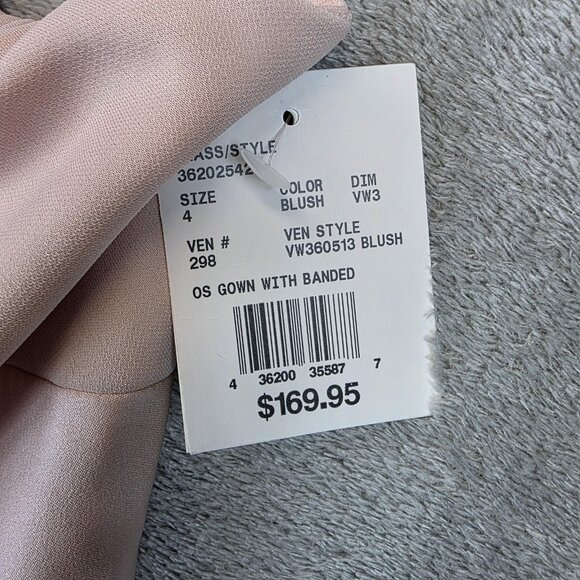 ASS/STYLE
36202542
SIZE COLOR DIM
4 BLUSH VW3
VEN # VEN STYLE
298 VW360513 BLUSH
OS GOWN WITH BANDED
4 36200 35587 7
$169.95